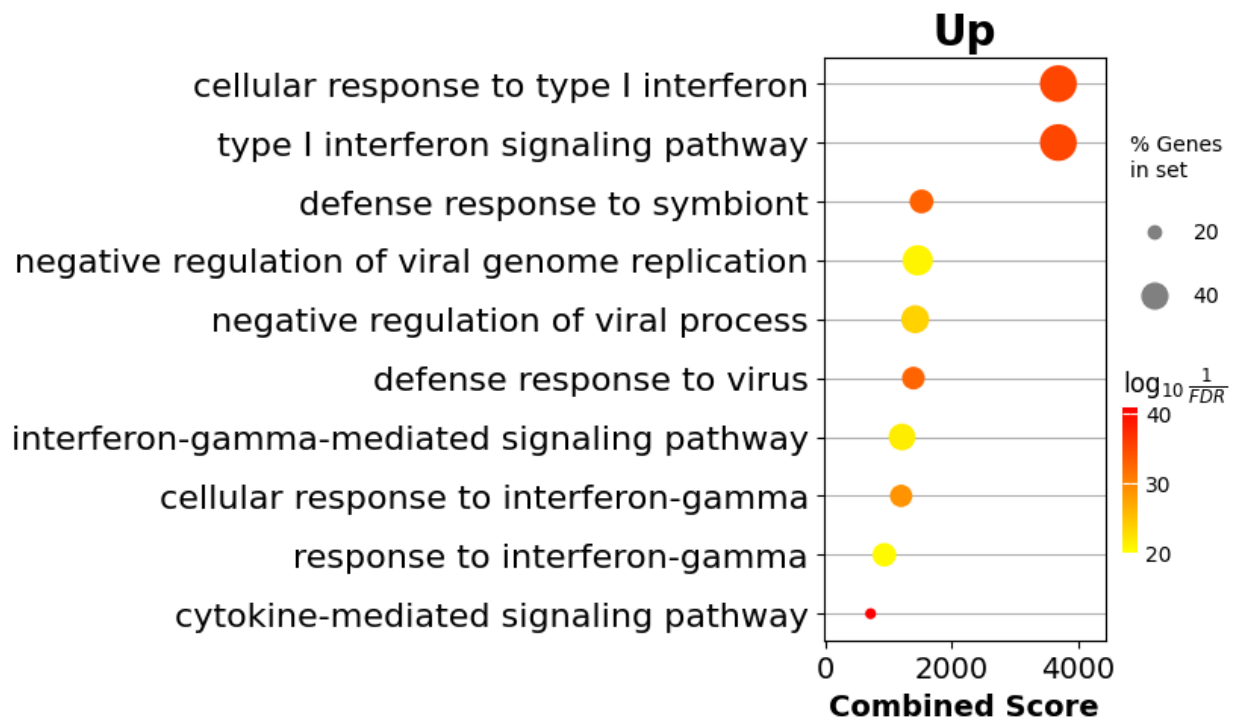 Up
cellular response to type I interferon
type I interferon signaling pathway
defense response to symbiont
negative regulation of viral genome replication
negative regulation of viral process
defense response to virus
interferon-gamma-mediated signaling pathway
cellular response to interferon-gamma
response to interferon-gamma
cytokine-mediated signaling pathway
0 2000 4000
Combined Score
% Genes
in set
20
40
log₁₀ 1/FDR
40
30
20